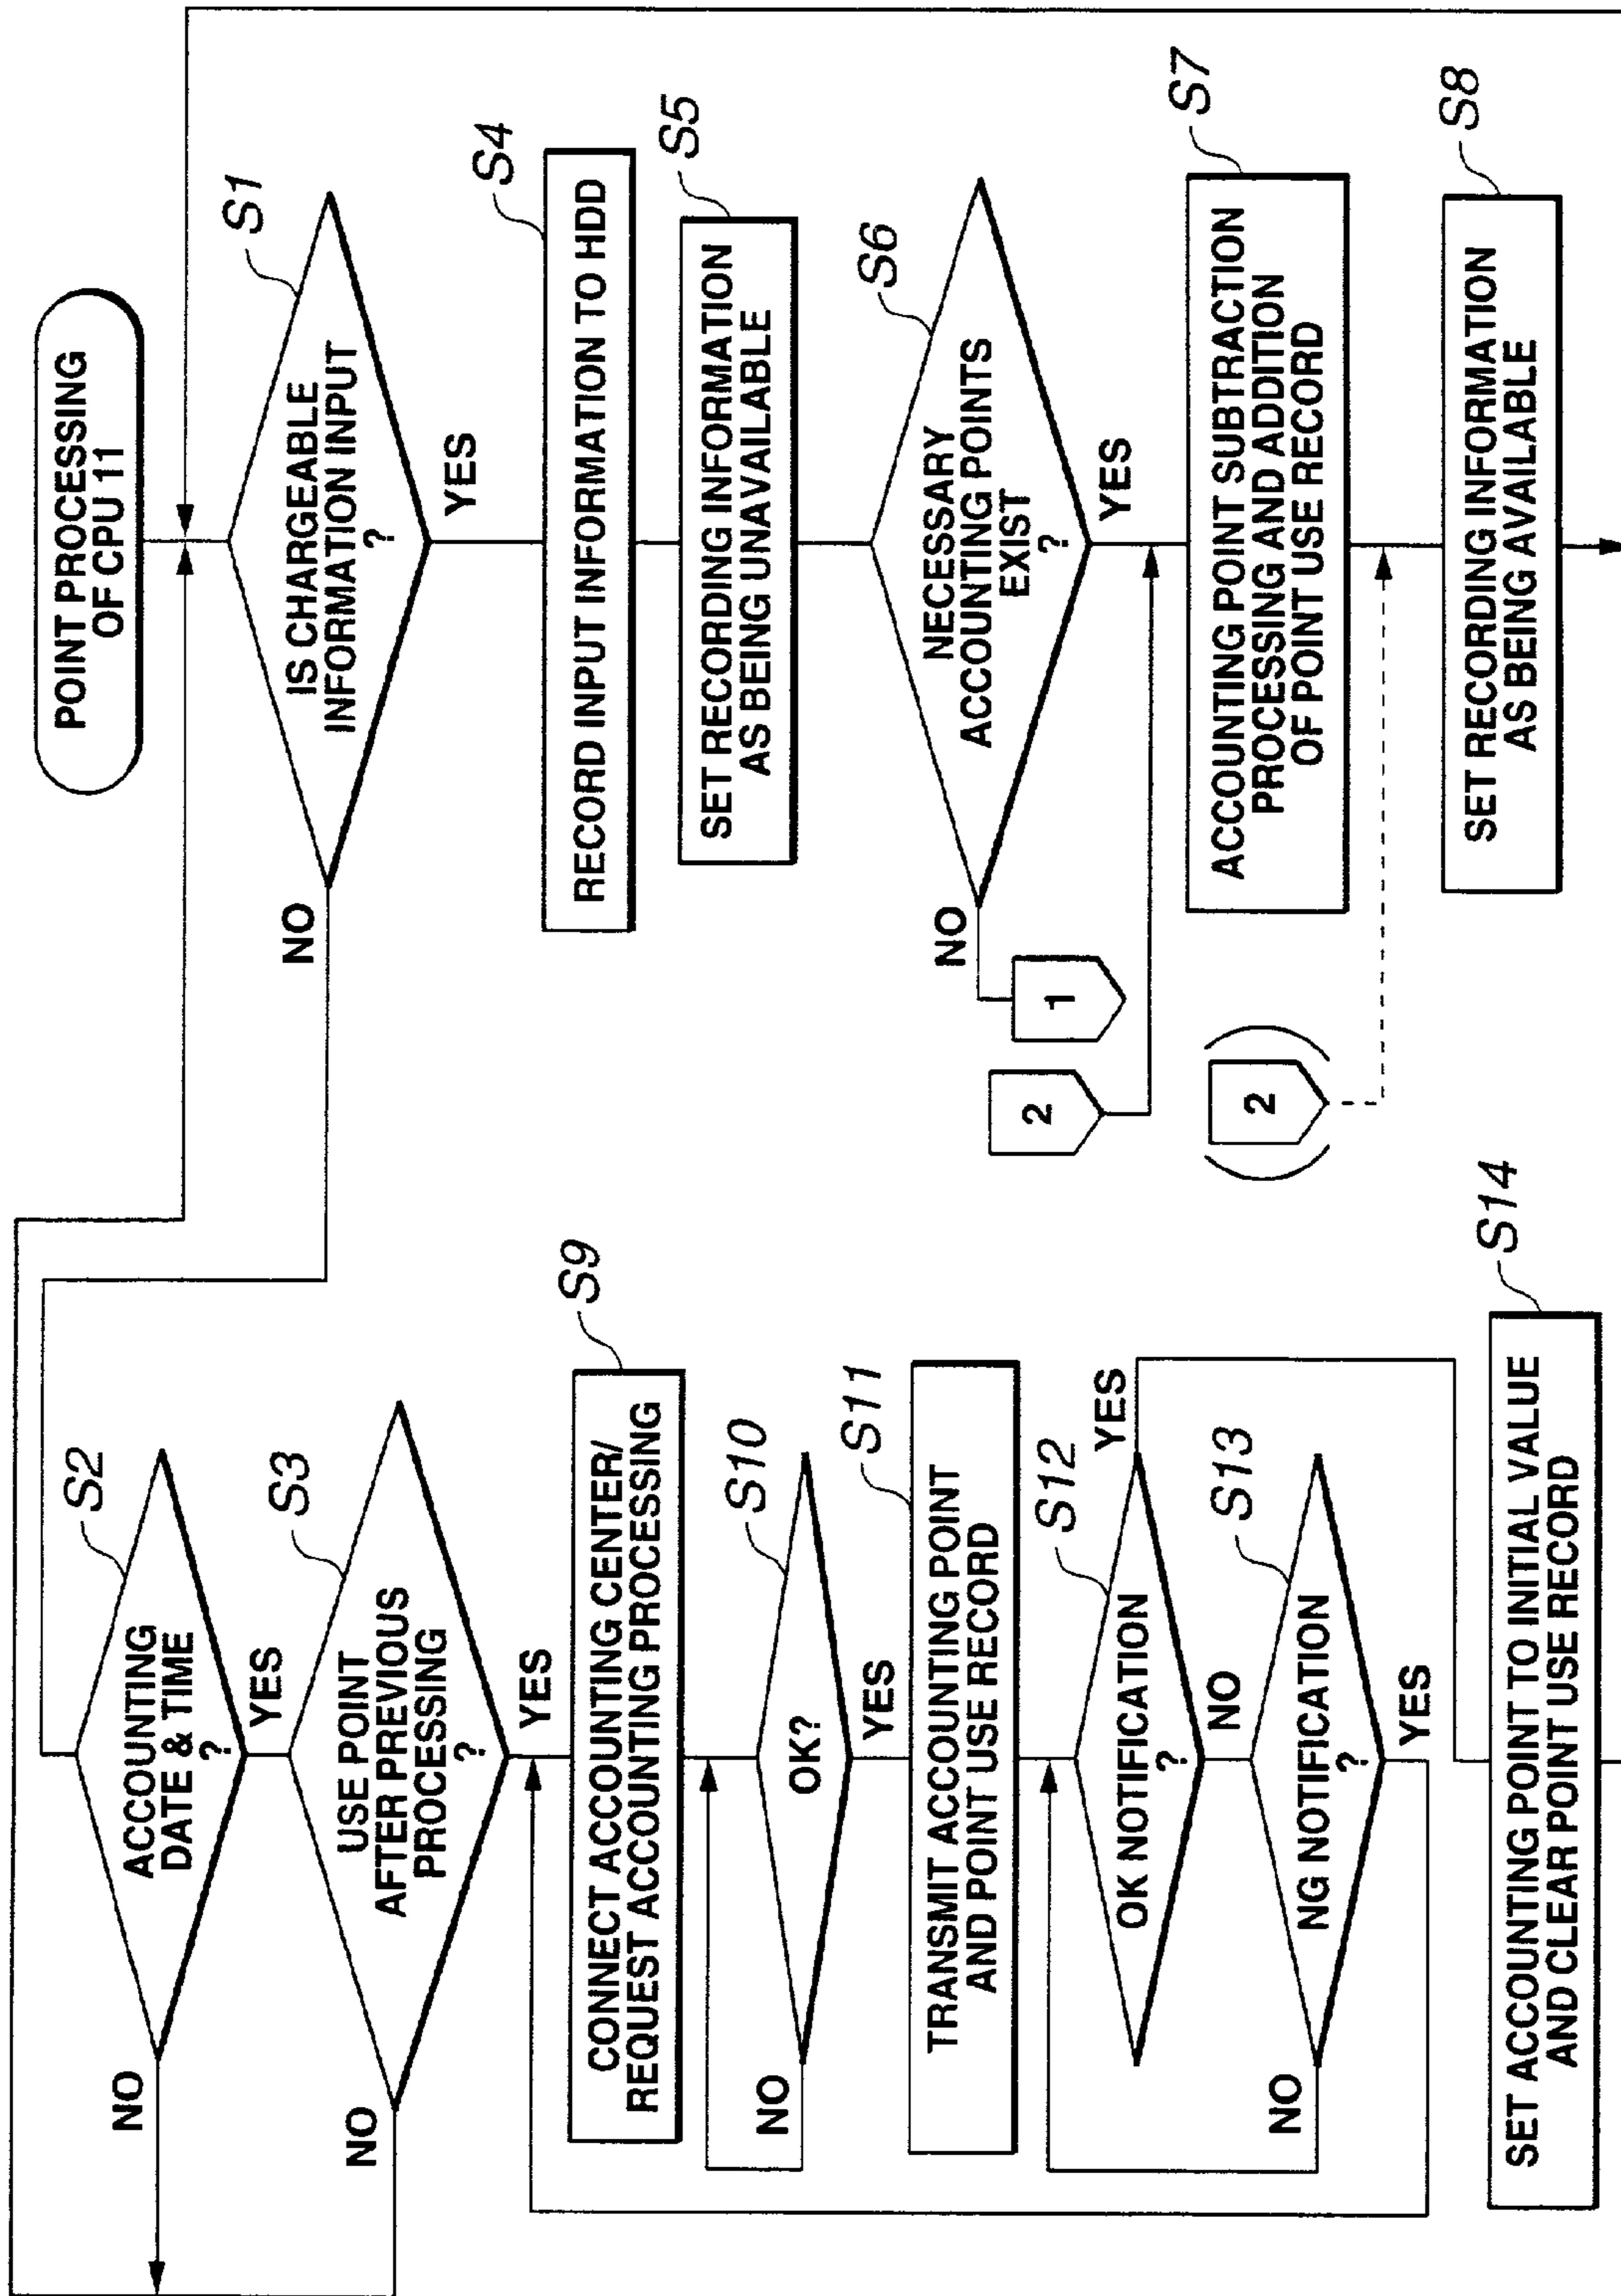 POINT PROCESSING
OF CPU 11
S1
IS CHARGEABLE
INFORMATION INPUT
?
NO
YES
S4
RECORD INPUT INFORMATION TO HDD
S5
SET RECORDING INFORMATION
AS BEING UNAVAILABLE
S6
NECESSARY
ACCOUNTING POINTS
EXIST
?
NO
YES
1
2
S7
ACCOUNTING POINT SUBTRACTION
PROCESSING AND ADDITION
OF POINT USE RECORD
2
S8
SET RECORDING INFORMATION
AS BEING AVAILABLE
S2
ACCOUNTING
DATE & TIME
?
NO
YES
S3
USE POINT
AFTER PREVIOUS
PROCESSING
?
NO
YES
S9
CONNECT ACCOUNTING CENTER/
REQUEST ACCOUNTING PROCESSING
S10
OK?
NO
YES
S11
TRANSMIT ACCOUNTING POINT
AND POINT USE RECORD
S12
OK NOTIFICATION
?
YES
NO
S13
NG NOTIFICATION
?
NO
YES
S14
SET ACCOUNTING POINT TO INITIAL VALUE
AND CLEAR POINT USE RECORD